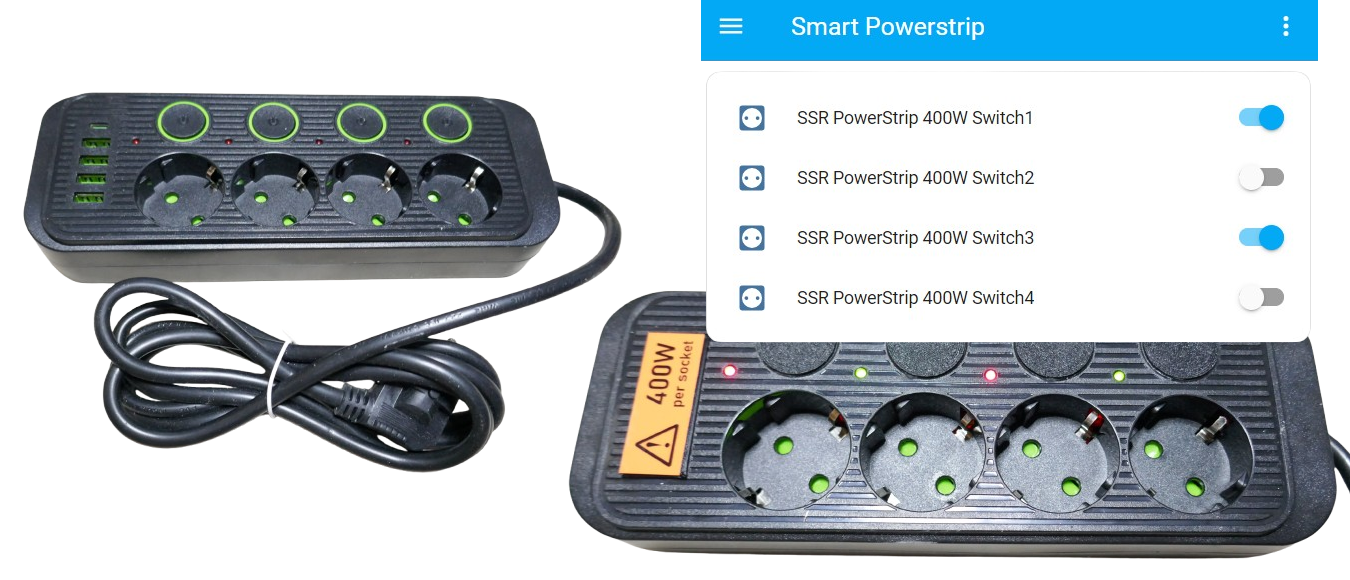 Smart Powerstrip
SSR PowerStrip 400W Switch1
SSR PowerStrip 400W Switch2
SSR PowerStrip 400W Switch3
SSR PowerStrip 400W Switch4
400W
per socket